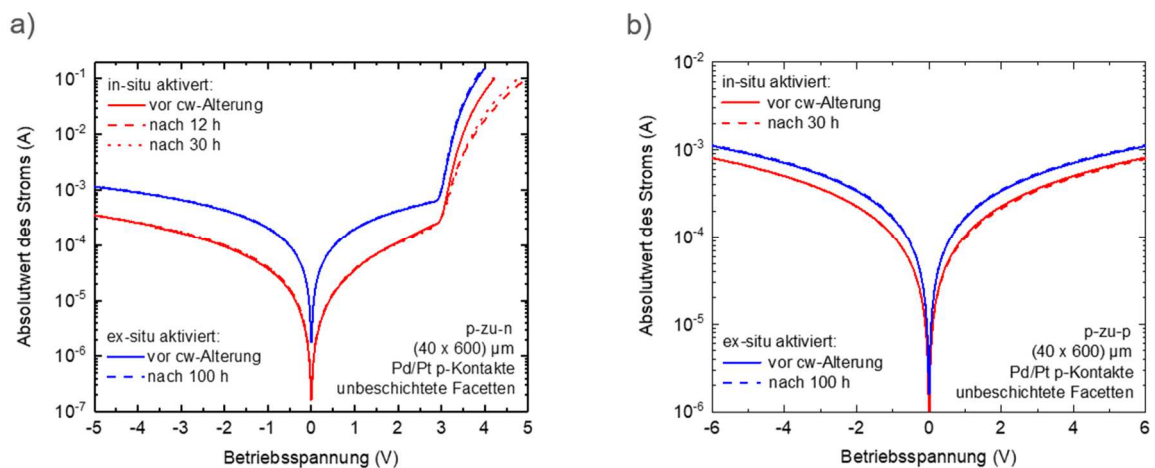 a)
Absolutwert des Stroms (A)
10^-1
10^-2
10^-3
10^-4
10^-5
10^-6
10^-7
in-situ aktiviert:
vor cw-Alterung
nach 12 h
nach 30 h
ex-situ aktiviert:
vor cw-Alterung
nach 100 h
p-zu-n
(40 x 600) µm
Pd/Pt p-Kontakte
unbeschichtete Facetten
-5 -4 -3 -2 -1 0 1 2 3 4 5
Betriebsspannung (V)
b)
Absolutwert des Stroms (A)
10^-2
10^-3
10^-4
10^-5
10^-6
in-situ aktiviert:
vor cw-Alterung
nach 30 h
ex-situ aktiviert:
vor cw-Alterung
nach 100 h
p-zu-p
(40 x 600) µm
Pd/Pt p-Kontakte
unbeschichtete Facetten
-6 -4 -2 0 2 4 6
Betriebsspannung (V)